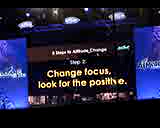 5 Steps to Attitude Change
Step 2:
Change focus,
look for the positive.